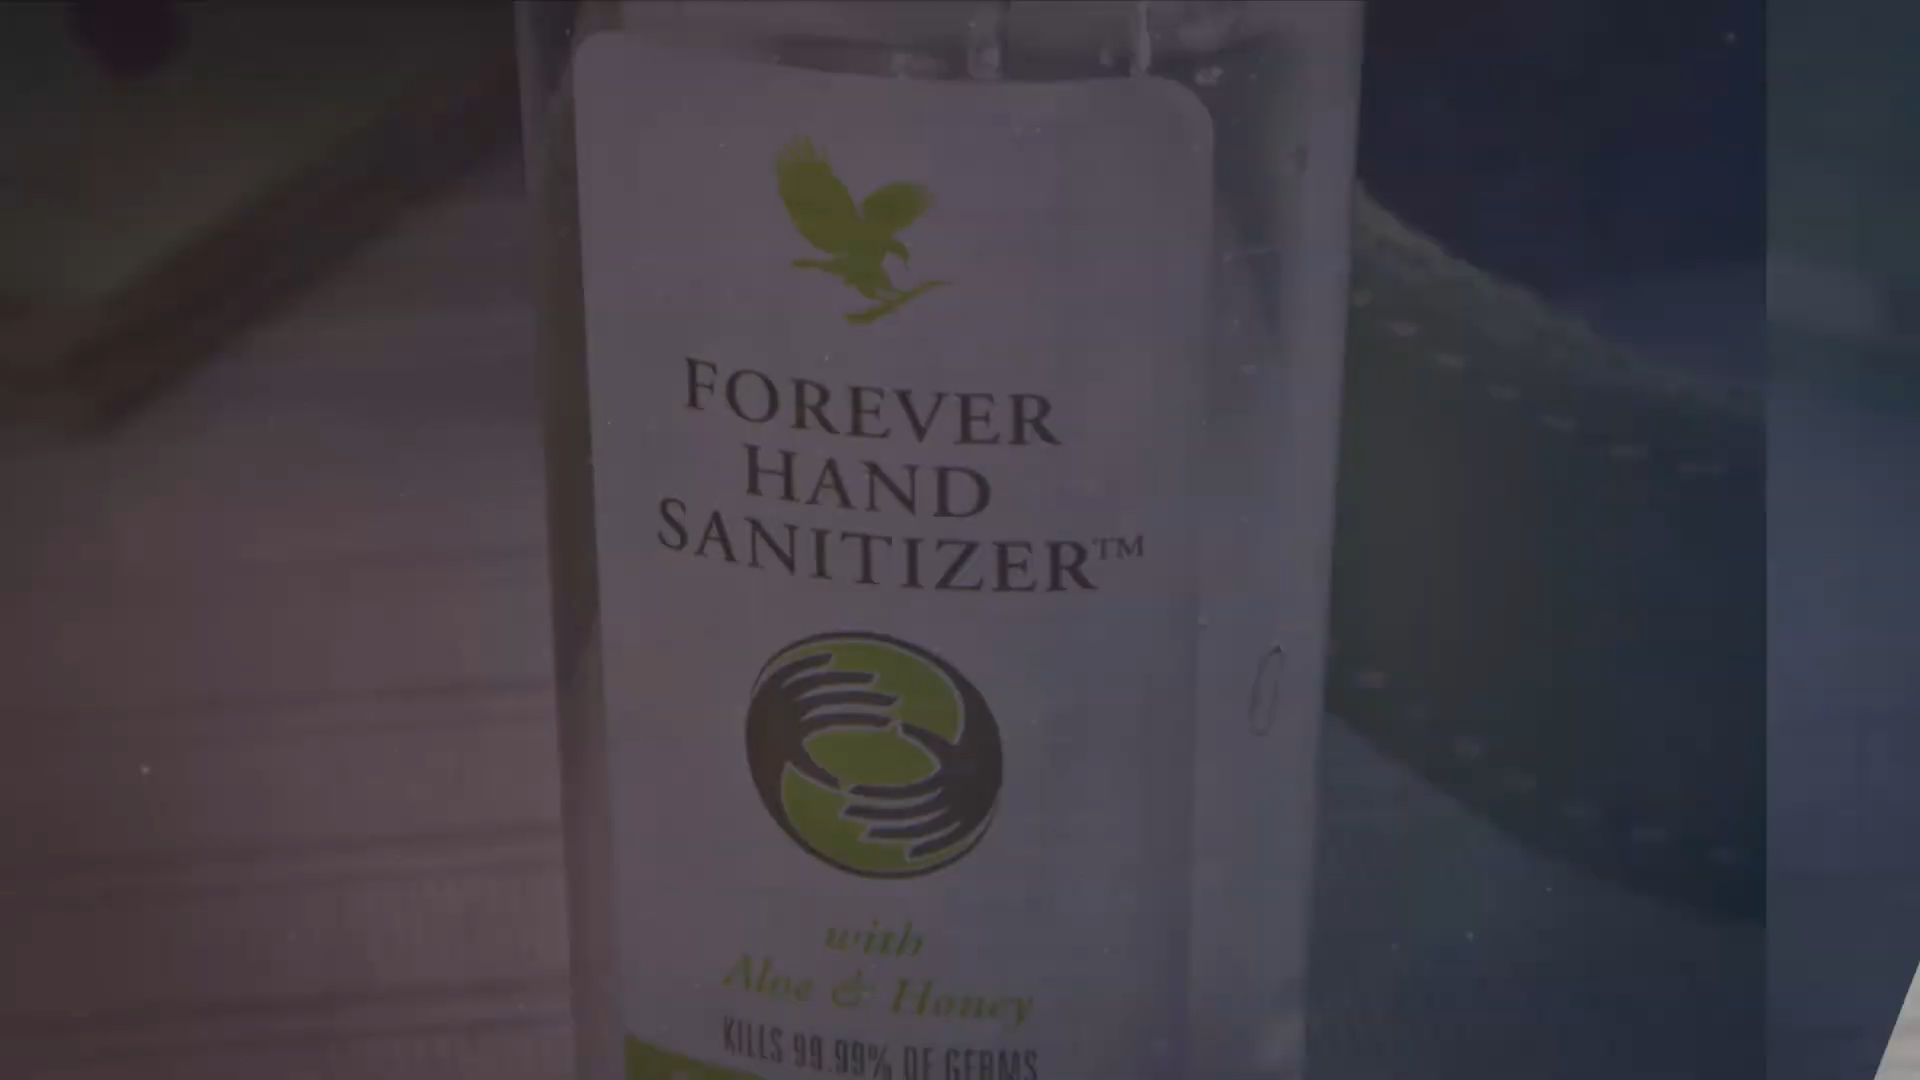 FOREVER
HAND
SANITIZER™
with
Aloe & Honey
KILLS 99.99% OF GERMS